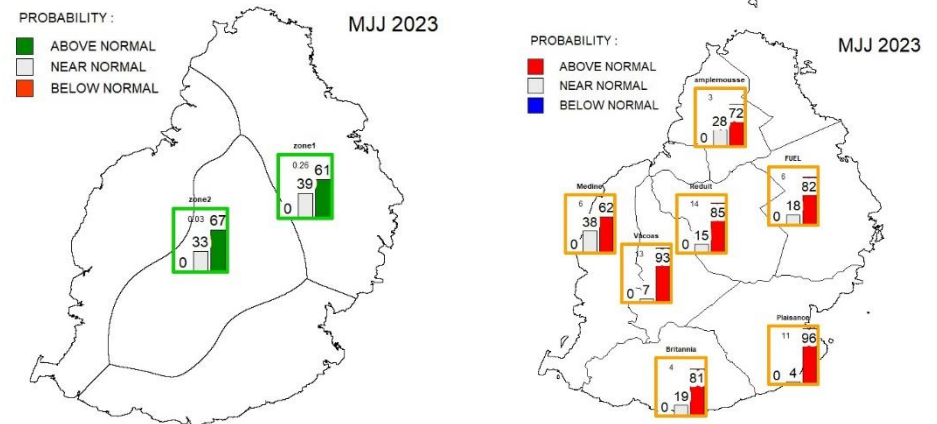 PROBABILITY :
MJJ 2023
ABOVE NORMAL
NEAR NORMAL
BELOW NORMAL
zone1
0.26
0 39 61
zone2
0.03
0 33 67
PROBABILITY :
MJJ 2023
ABOVE NORMAL
NEAR NORMAL
BELOW NORMAL
amplemousse
3
0 28 72
FUEL
6
0 18 82
Medine
6
0 38 62
Reduit
14
0 15 85
Vacoas
13
0 7 93
Plaisance
11
0 4 96
Britannia
4
0 19 81